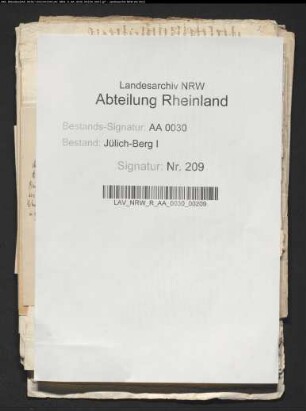 Landesarchiv NRW
Abteilung Rheinland
Bestands-Signatur: AA 0030
Bestand: Jülich-Berg I
Signatur: Nr. 209
LAV_NRW_R_AA_0030_00209